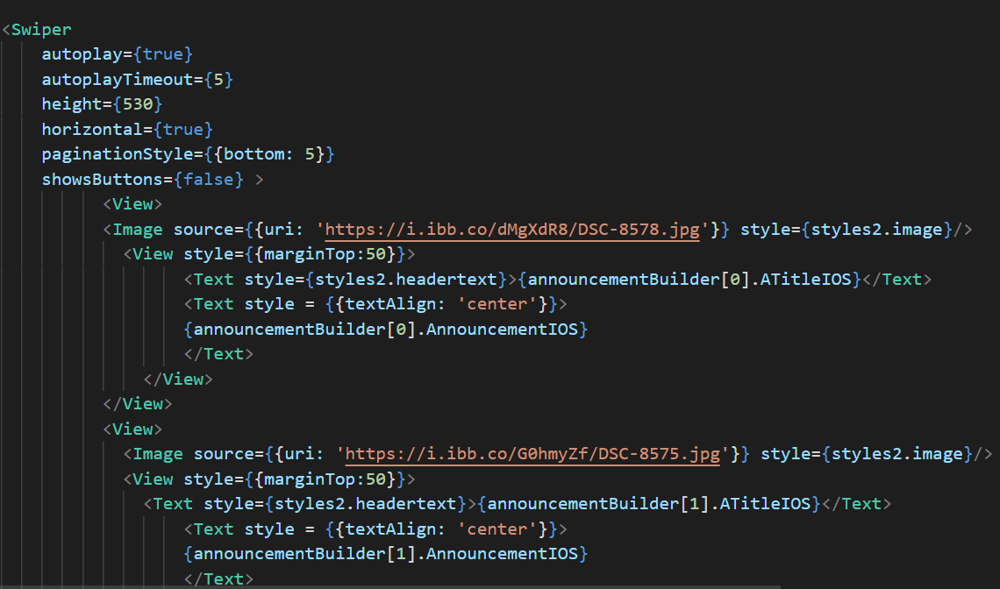 <Swiper
autoplay={true}
autoplayTimeout={5}
height={530}
horizontal={true}
paginationStyle={{bottom: 5}}
showsButtons={false} >
<View>
<Image source={{uri: 'https://i.ibb.co/dMgXdR8/DSC-8578.jpg'}} style={styles2.image}/>
<View style={{marginTop:50}}>
<Text style={styles2.headertext}>{announcementBuilder[0].ATitleIOS}</Text>
<Text style = {{textAlign: 'center'}}>
{announcementBuilder[0].AnnouncementIOS}
</Text>
</View>
</View>
<View>
<Image source={{uri: 'https://i.ibb.co/G0hmyZf/DSC-8575.jpg'}} style={styles2.image}/>
<View style={{marginTop:50}}>
<Text style={styles2.headertext}>{announcementBuilder[1].ATitleIOS}</Text>
<Text style = {{textAlign: 'center'}}>
{announcementBuilder[1].AnnouncementIOS}
</Text>